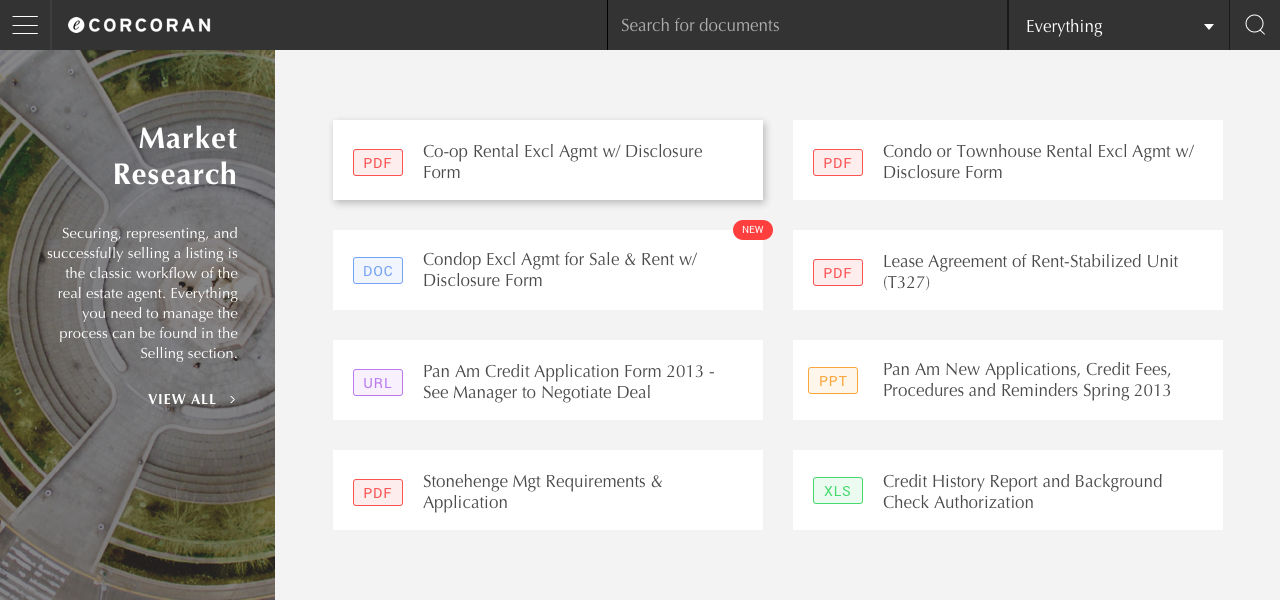 e CORCORAN
Search for documents
Everything
Market
Research
Securing, representing, and
successfully selling a listing is
the classic workflow of the
real estate agent. Everything
you need to manage the
process can be found in the
Selling section.
VIEW ALL >
PDF
Co-op Rental Excl Agmt w/ Disclosure
Form
PDF
Condo or Townhouse Rental Excl Agmt w/
Disclosure Form
NEW
DOC
Condop Excl Agmt for Sale & Rent w/
Disclosure Form
PDF
Lease Agreement of Rent-Stabilized Unit
(T327)
URL
Pan Am Credit Application Form 2013 -
See Manager to Negotiate Deal
PPT
Pan Am New Applications, Credit Fees,
Procedures and Reminders Spring 2013
PDF
Stonehenge Mgt Requirements &
Application
XLS
Credit History Report and Background
Check Authorization